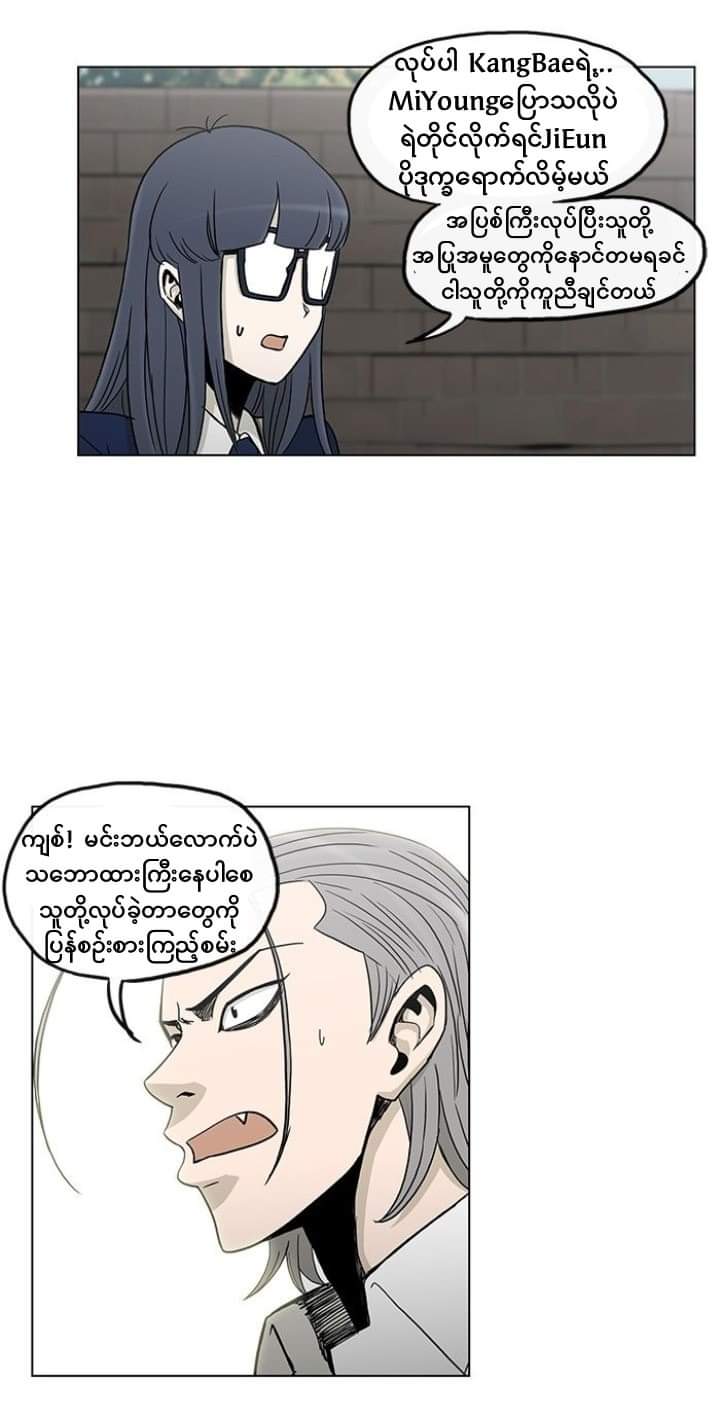 လုပ်ပါ KangBaeရဲ့..
MiYoungပြောသလိုပဲ
ရဲတိုင်လိုက်ရင်JiEun
ပိုဒုက္ခရောက်လိမ့်မယ်
အပြစ်ကြီးလုပ်ပြီးသူတို့
အပြုအမူတွေကိုနောင်တမရခင်
ငါသူတို့ကိုကူညီချင်တယ်
ကျစ်! မင်းဘယ်လောက်ပဲ
သဘောထားကြီးနေပါစေ
သူတို့လုပ်ခဲ့တာတွေကို
ပြန်စဉ်းစားကြည့်စမ်း